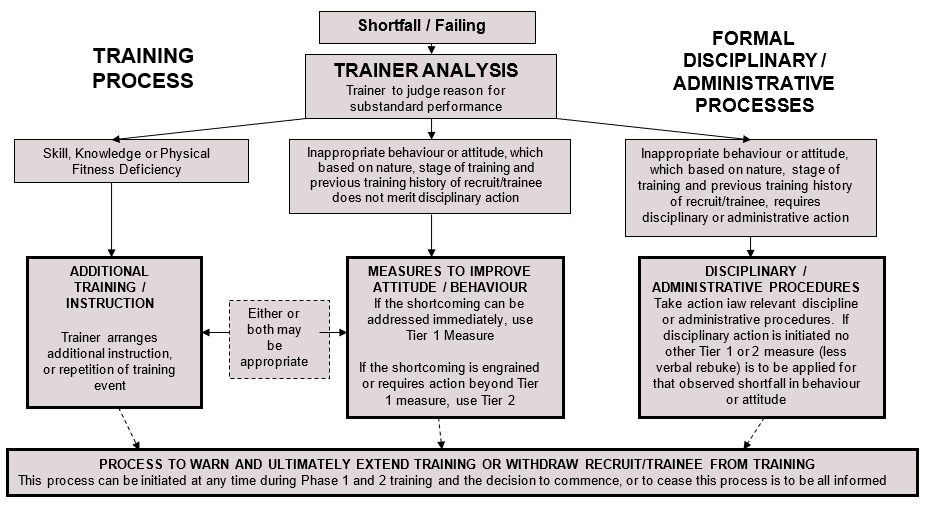 Shortfall / Failing
TRAINING
PROCESS
TRAINER ANALYSIS
Trainer to judge reason for
substandard performance
FORMAL
DISCIPLINARY /
ADMINISTRATIVE
PROCESSES
Skill, Knowledge or Physical
Fitness Deficiency
Inappropriate behaviour or attitude, which
based on nature, stage of training and
previous training history of recruit/trainee
does not merit disciplinary action
Inappropriate behaviour or attitude,
which based on nature, stage of
training and previous training history
of recruit/trainee, requires
disciplinary or administrative action
ADDITIONAL
TRAINING /
INSTRUCTION
Trainer arranges
additional instruction,
or repetition of training
event
Either or
both may
be
appropriate
MEASURES TO IMPROVE
ATTITUDE / BEHAVIOUR
If the shortcoming can be
addressed immediately, use
Tier 1 Measure
If the shortcoming is engrained
or requires action beyond Tier
1 measure, use Tier 2
DISCIPLINARY /
ADMINISTRATIVE PROCEDURES
Take action iaw relevant discipline
or administrative procedures. If
disciplinary action is initiated no
other Tier 1 or 2 measure (less
verbal rebuke) is to be applied for
that observed shortfall in behaviour
or attitude
PROCESS TO WARN AND ULTIMATELY EXTEND TRAINING OR WITHDRAW RECRUIT/TRAINEE FROM TRAINING
This process can be initiated at any time during Phase 1 and 2 training and the decision to commence, or to cease this process is to be all informed